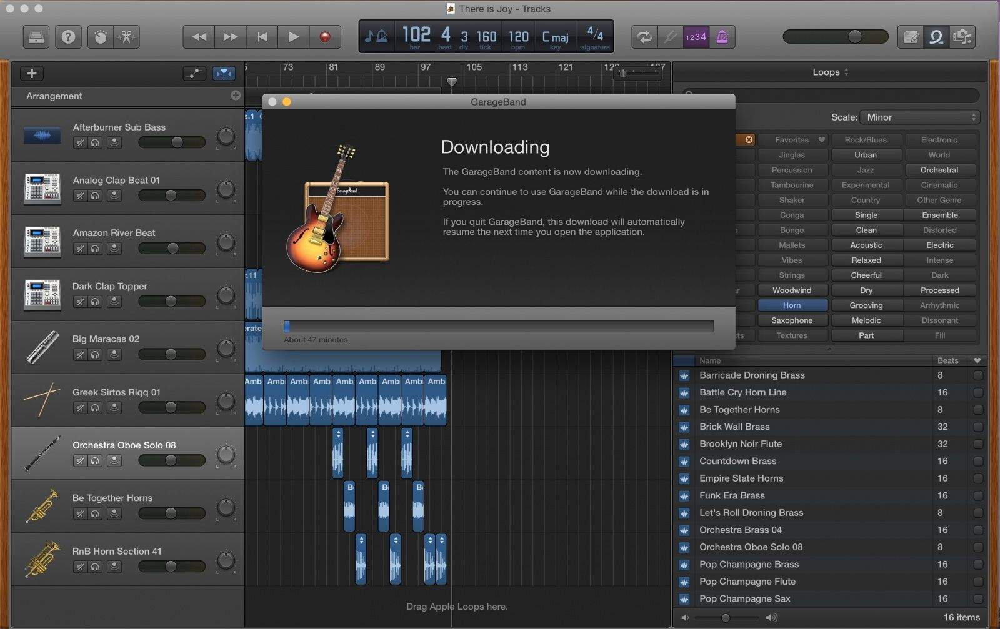 There is Joy - Tracks
102 4 3 160 120 C maj 4/4
bar beat div tick bpm key signature
1234
73 81 89 97 105 113 121
Loops
Arrangement
GarageBand
Scale: Minor
Afterburner Sub Bass
Analog Clap Beat 01
Amazon River Beat
Dark Clap Topper
Big Maracas 02
Greek Sirtos Riqq 01
Orchestra Oboe Solo 08
Be Together Horns
RnB Horn Section 41
L R
GarageBand
Downloading
The GarageBand content is now downloading.
You can continue to use GarageBand while the download is in
progress.
If you quit GarageBand, this download will automatically
resume the next time you open the application.
About 47 minutes
Amb Amb Amb Amb Amb Amb Amb Amb Amb
Drag Apple Loops here.
Favorites Rock/Blues Electronic
Jingles Urban World
Percussion Jazz Orchestral
Tambourine Experimental Cinematic
Shaker Country Other Genre
Conga Single Ensemble
Bongo Clean Distorted
Mallets Acoustic Electric
Vibes Relaxed Intense
Strings Cheerful Dark
Woodwind Dry Processed
Horn Grooving Arrhythmic
Saxophone Melodic Dissonant
Textures Part Fill
Name Beats
Barricade Droning Brass 8
Battle Cry Horn Line 16
Be Together Horns 8
Brick Wall Brass 32
Brooklyn Noir Flute 32
Countdown Brass 16
Empire State Horns 16
Funk Era Brass 16
Let's Roll Droning Brass 8
Orchestra Brass 04 16
Orchestra Oboe Solo 08 8
Pop Champagne Brass 16
Pop Champagne Flute 16
Pop Champagne Sax 16
16 items